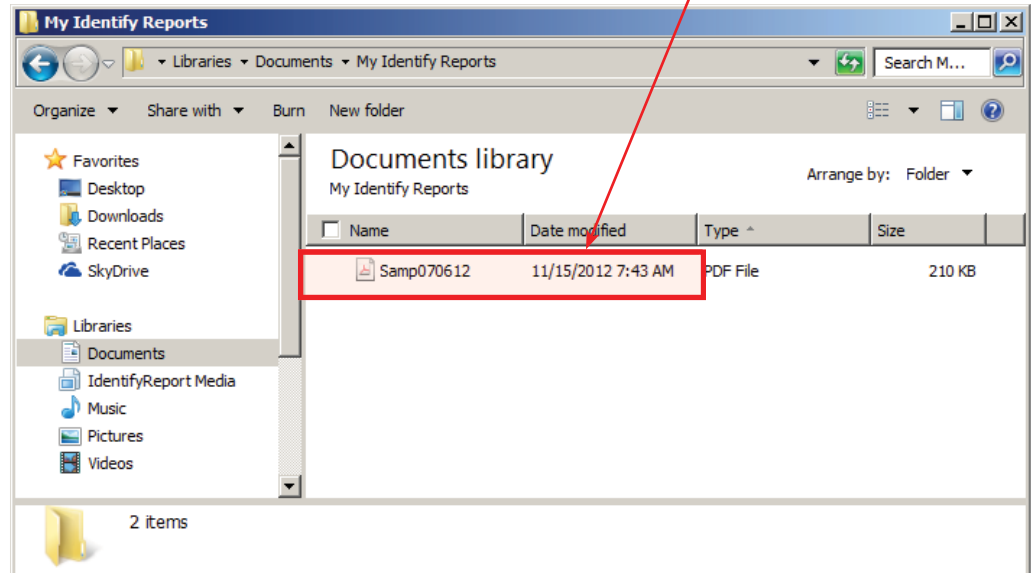 My Identify Reports
Libraries Documents My Identify Reports Search M...
Organize Share with Burn New folder
Favorites
Desktop
Downloads
Recent Places
SkyDrive
Libraries
Documents
IdentifyReport Media
Music
Pictures
Videos
Documents library
My Identify Reports
Arrange by: Folder
Name Date modified Type Size
Samp070612 11/15/2012 7:43 AM PDF File 210 KB
2 items